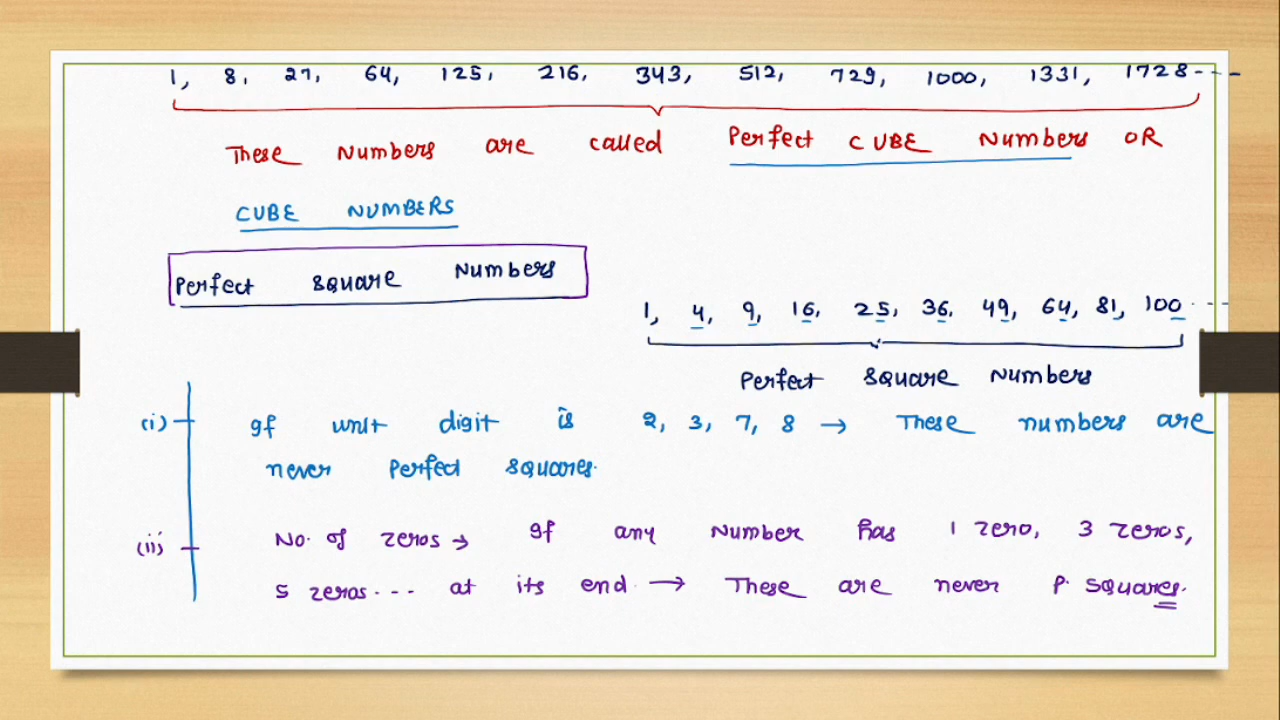 1, 8, 27, 64, 125, 216, 343, 512, 729, 1000, 1331, 1728----
These Numbers are called Perfect CUBE Numbers OR
CUBE NUMBERS
Perfect square Numbers
1, 4, 9, 16, 25, 36, 49, 64, 81, 100----
Perfect square Numbers
(i) If unit digit is 2, 3, 7, 8 → These numbers are
never perfect squares.
(ii) No. of zeros → If any Number has 1 zero, 3 zeros,
5 zeros---- at its end. → These are never P. squares.